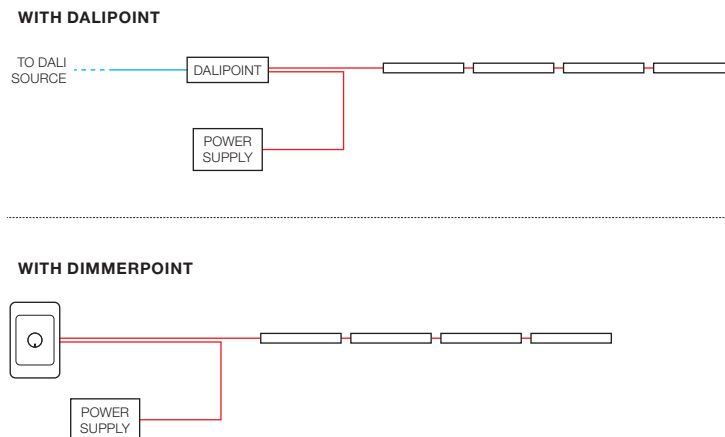 WITH DALIPOINT
TO DALI
SOURCE
DALIPOINT
POWER
SUPPLY
WITH DIMMERPOINT
POWER
SUPPLY